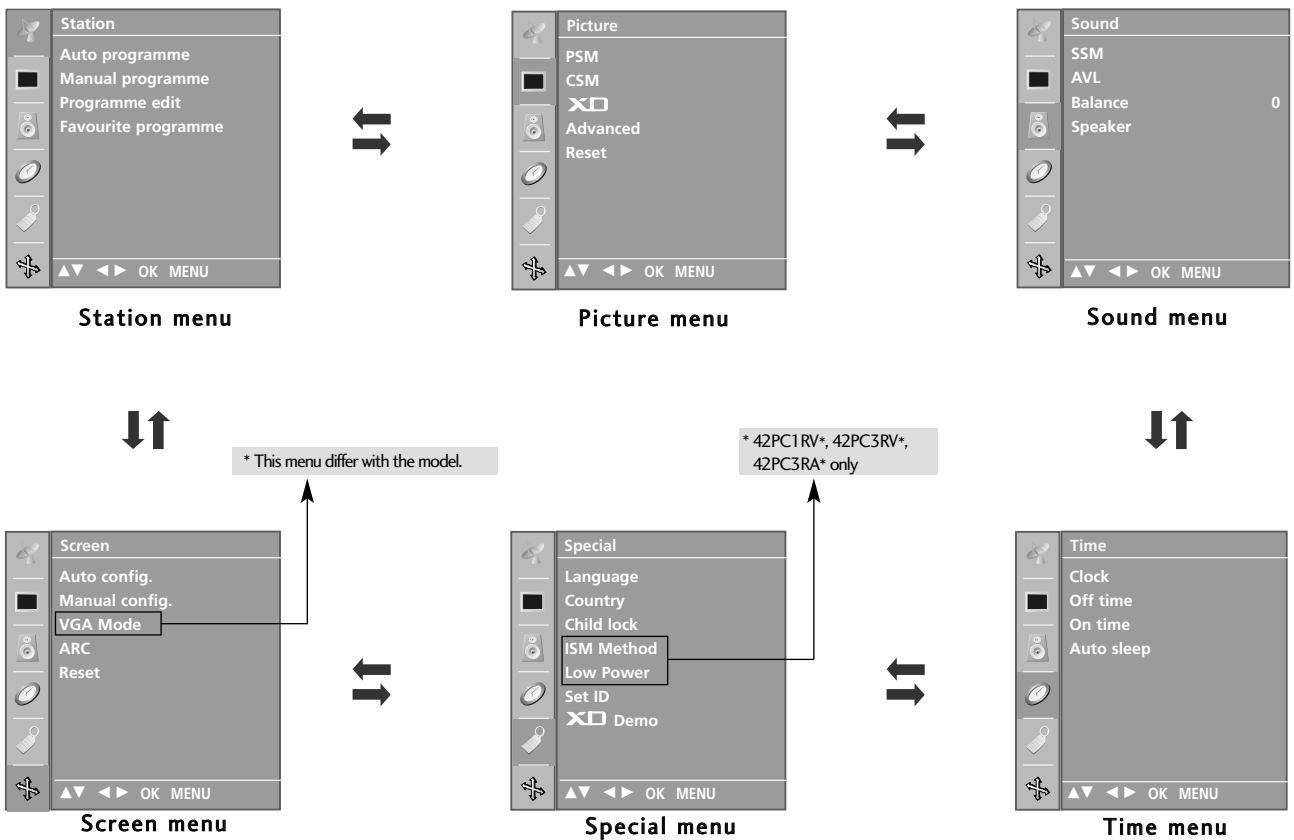 Station
Auto programme
Manual programme
Programme edit
Favourite programme
▲▼ ◄► OK MENU
Station menu
Picture
PSM
CSM
XD
Advanced
Reset
▲▼ ◄► OK MENU
Picture menu
Sound
SSM
AVL
Balance 0
Speaker
▲▼ ◄► OK MENU
Sound menu
* This menu differ with the model.
* 42PC1RV*, 42PC3RV*,
42PC3RA* only
Screen
Auto config.
Manual config.
VGA Mode
ARC
Reset
▲▼ ◄► OK MENU
Screen menu
Special
Language
Country
Child lock
ISM Method
Low Power
Set ID
XD Demo
▲▼ ◄► OK MENU
Special menu
Time
Clock
Off time
On time
Auto sleep
▲▼ ◄► OK MENU
Time menu